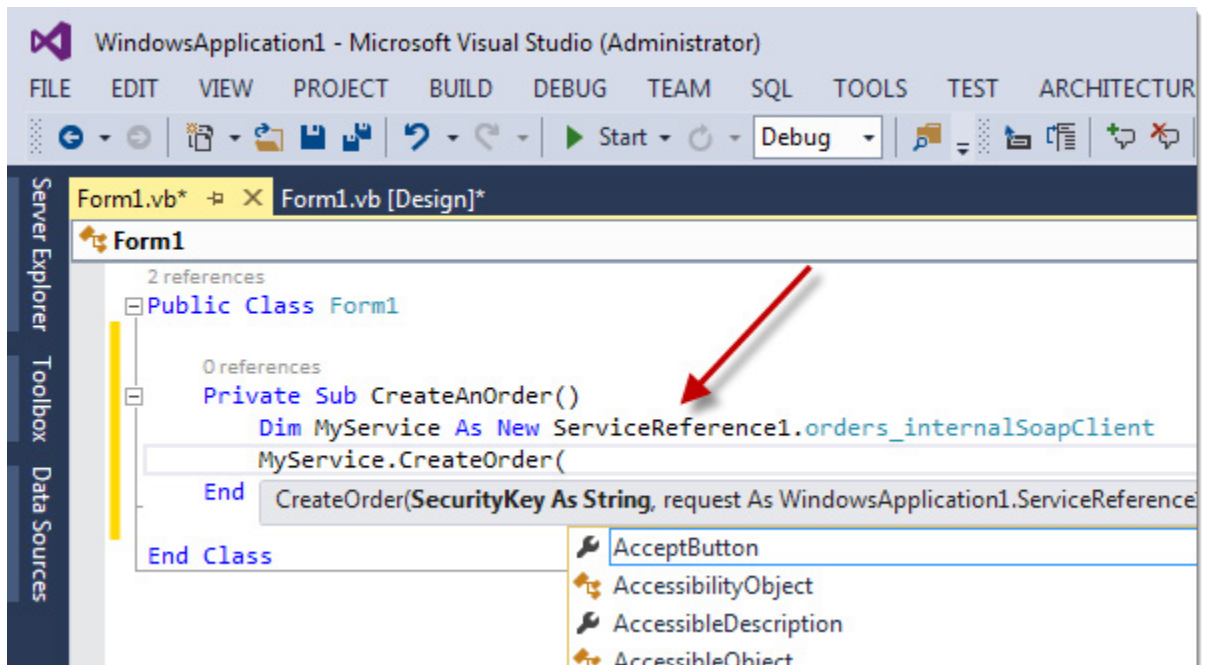 WindowsApplication1 - Microsoft Visual Studio (Administrator)
FILE EDIT VIEW PROJECT BUILD DEBUG TEAM SQL TOOLS TEST ARCHITECTUR
Start Debug
Server Explorer
Toolbox
Data Sources
Form1.vb* Form1.vb [Design]*
Form1
2 references
Public Class Form1
0 references
Private Sub CreateAnOrder()
Dim MyService As New ServiceReference1.orders_internalSoapClient
MyService.CreateOrder(
End
CreateOrder(SecurityKey As String, request As WindowsApplication1.ServiceReference
AcceptButton
End Class
AccessibilityObject
AccessibleDescription
AccessibleObject